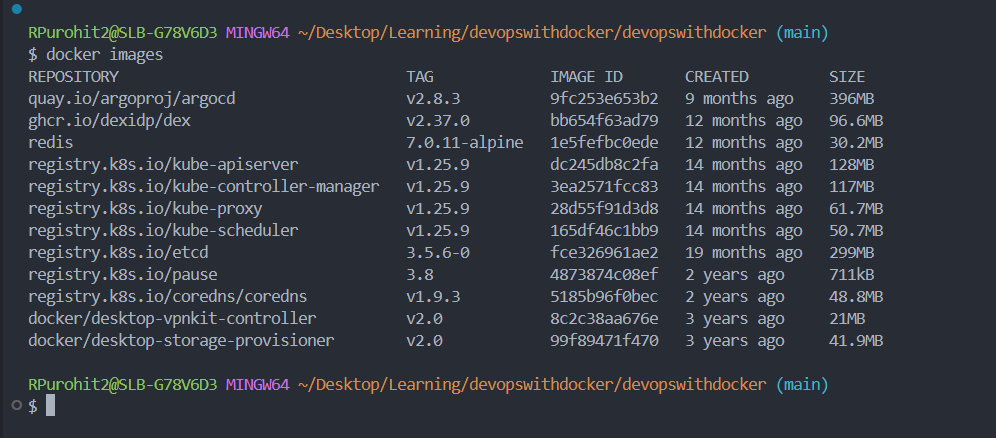 RPurohit2@SLB-G78V6D3 MINGW64 ~/Desktop/Learning/devopswithdocker/devopswithdocker (main)
$ docker images
REPOSITORY TAG IMAGE ID CREATED SIZE
quay.io/argoproj/argocd v2.8.3 9fc253e653b2 9 months ago 396MB
ghcr.io/dexidp/dex v2.37.0 bb654f63ad79 12 months ago 96.6MB
redis 7.0.11-alpine 1e5fefbc0ede 12 months ago 30.2MB
registry.k8s.io/kube-apiserver v1.25.9 dc245db8c2fa 14 months ago 128MB
registry.k8s.io/kube-controller-manager v1.25.9 3ea2571fcc83 14 months ago 117MB
registry.k8s.io/kube-proxy v1.25.9 28d55f91d3d8 14 months ago 61.7MB
registry.k8s.io/kube-scheduler v1.25.9 165df46c1bb9 14 months ago 50.7MB
registry.k8s.io/etcd 3.5.6-0 fce326961ae2 19 months ago 299MB
registry.k8s.io/pause 3.8 4873874c08ef 2 years ago 711kB
registry.k8s.io/coredns/coredns v1.9.3 5185b96f0bec 2 years ago 48.8MB
docker/desktop-vpnkit-controller v2.0 8c2c38aa676e 3 years ago 21MB
docker/desktop-storage-provisioner v2.0 99f89471f470 3 years ago 41.9MB
RPurohit2@SLB-G78V6D3 MINGW64 ~/Desktop/Learning/devopswithdocker/devopswithdocker (main)
$